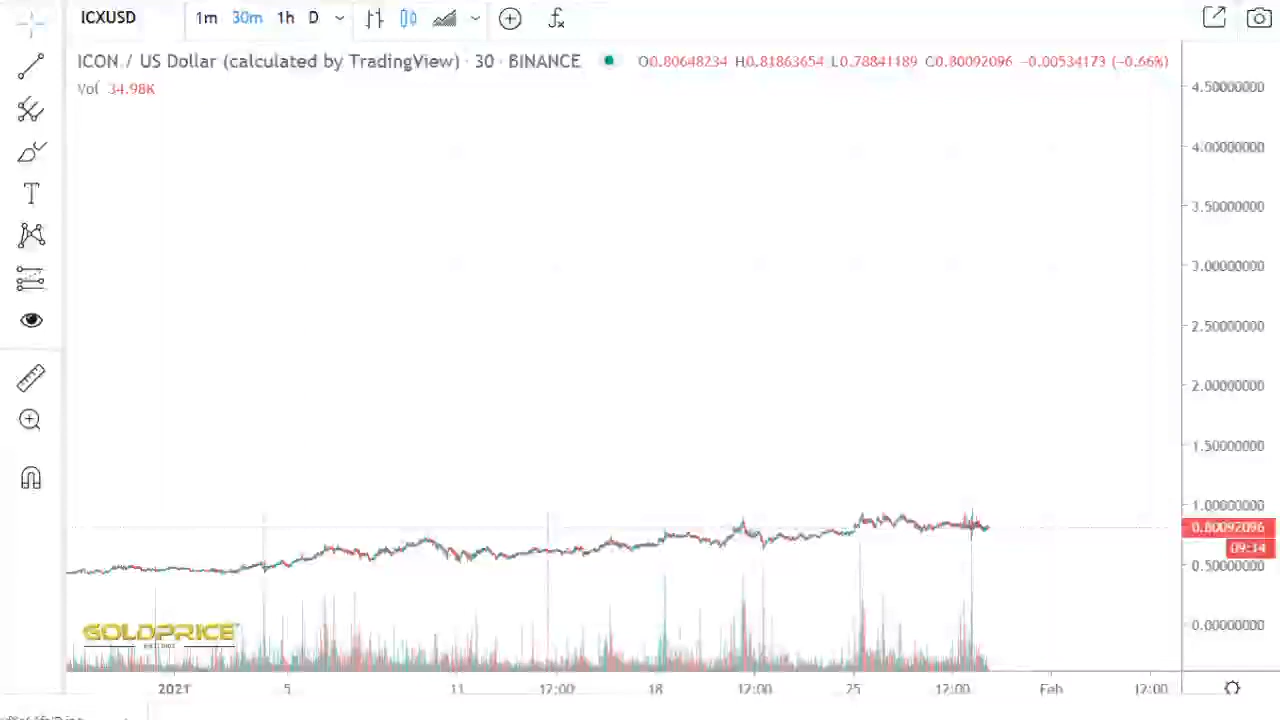 ICXUSD 1m 30m 1h D
ICON / US Dollar (calculated by TradingView) · 30 · BINANCE O0.80648234 H0.81863654 L0.78841189 C0.80092096 −0.00534173 (−0.66%)
Vol 34.98K
4.50000000
4.00000000
3.50000000
3.00000000
2.50000000
2.00000000
1.50000000
1.00000000
0.80092096
09:14
0.50000000
0.00000000
GOLDPRICE
2021 5 11 12:00 18 12:00 25 12:00 Feb 12:00